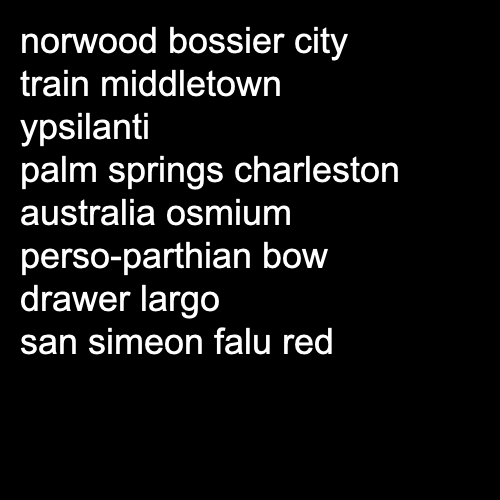 norwood bossier city
train middletown
ypsilanti
palm springs charleston
australia osmium
perso-parthian bow
drawer largo
san simeon falu red